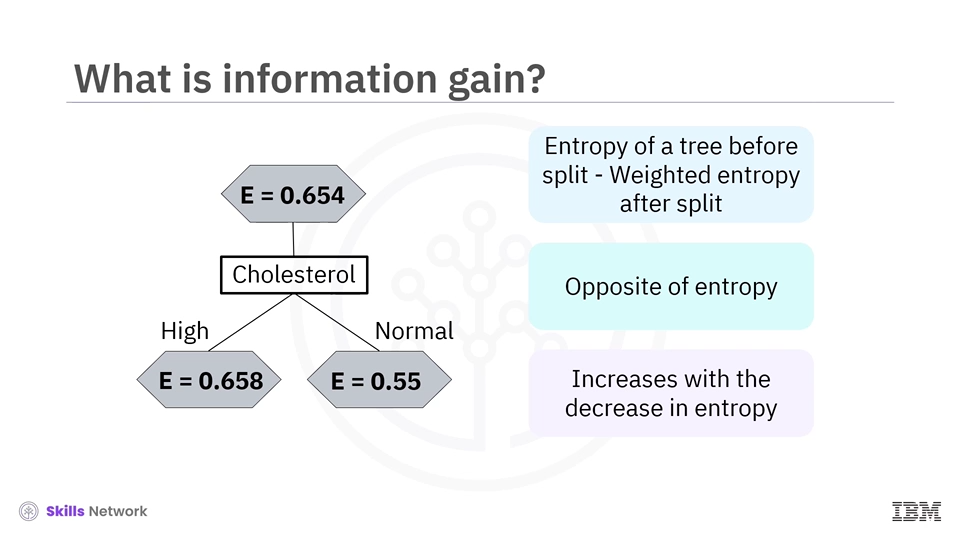 What is information gain?
E = 0.654
Cholesterol
High
Normal
E = 0.658
E = 0.55
Entropy of a tree before
split - Weighted entropy
after split
Opposite of entropy
Increases with the
decrease in entropy
Skills Network
IBM